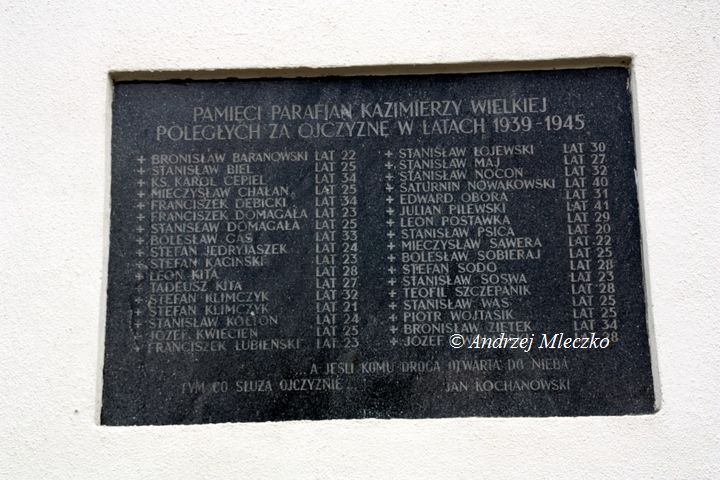 PAMIĘCI PARAFIAN KAZIMIERZY WIELKIEJ
POLEGŁYCH ZA OJCZYZNĘ W LATACH 1939-1945
+ BRONISŁAW BARANOWSKI LAT 22
+ STANISŁAW BIEL LAT 25
+ KS. KAROL CEPIEL LAT 34
+ MIECZYSŁAW CHAŁAN LAT 25
+ FRANCISZEK DĘBICKI LAT 34
+ FRANCISZEK DOMAGAŁA LAT 23
+ STANISŁAW DOMAGAŁA LAT 25
+ BOLESŁAW GAS LAT 33
+ STEFAN JEDRYJASZEK LAT 24
+ STEFAN KACIŃSKI LAT 23
+ LEON KITA LAT 28
+ TADEUSZ KITA LAT 27
+ STEFAN KLIMCZYK LAT 32
+ STEFAN KLIMCZYK LAT 21
+ STANISŁAW KOŁTON LAT 24
+ JÓZEF KWIECIEŃ LAT 25
+ FRANCISZEK LUBIEŃSKI LAT 23
+ STANISŁAW ŁOJEWSKI LAT 30
+ STANISŁAW MAJ LAT 27
+ STANISŁAW NOCOŃ LAT 32
+ SATURNIN NOWAKOWSKI LAT 40
+ EDWARD OBORA LAT 31
+ JULIAN PILEWSKI LAT 41
+ LEON POSTAWKA LAT 29
+ STANISŁAW PSICA LAT 20
+ MIECZYSŁAW SAWERA LAT 22
+ BOLESŁAW SOBIERAJ LAT 25
+ STEFAN SODO LAT 28
+ STANISŁAW SOSWA LAT 23
+ TEOFIL SZCZEPANIK LAT 28
+ STANISŁAW WAS LAT 25
+ PIOTR WOJTASIK LAT 25
+ BRONISŁAW ZIĘTEK LAT 34
+ JÓZEF 28
...A JEŚLI KOMU DROGA OTWARTA DO NIEBA
TYM CO SŁUŻĄ OJCZYŹNIE... JAN KOCHANOWSKI
© Andrzej Mleczko